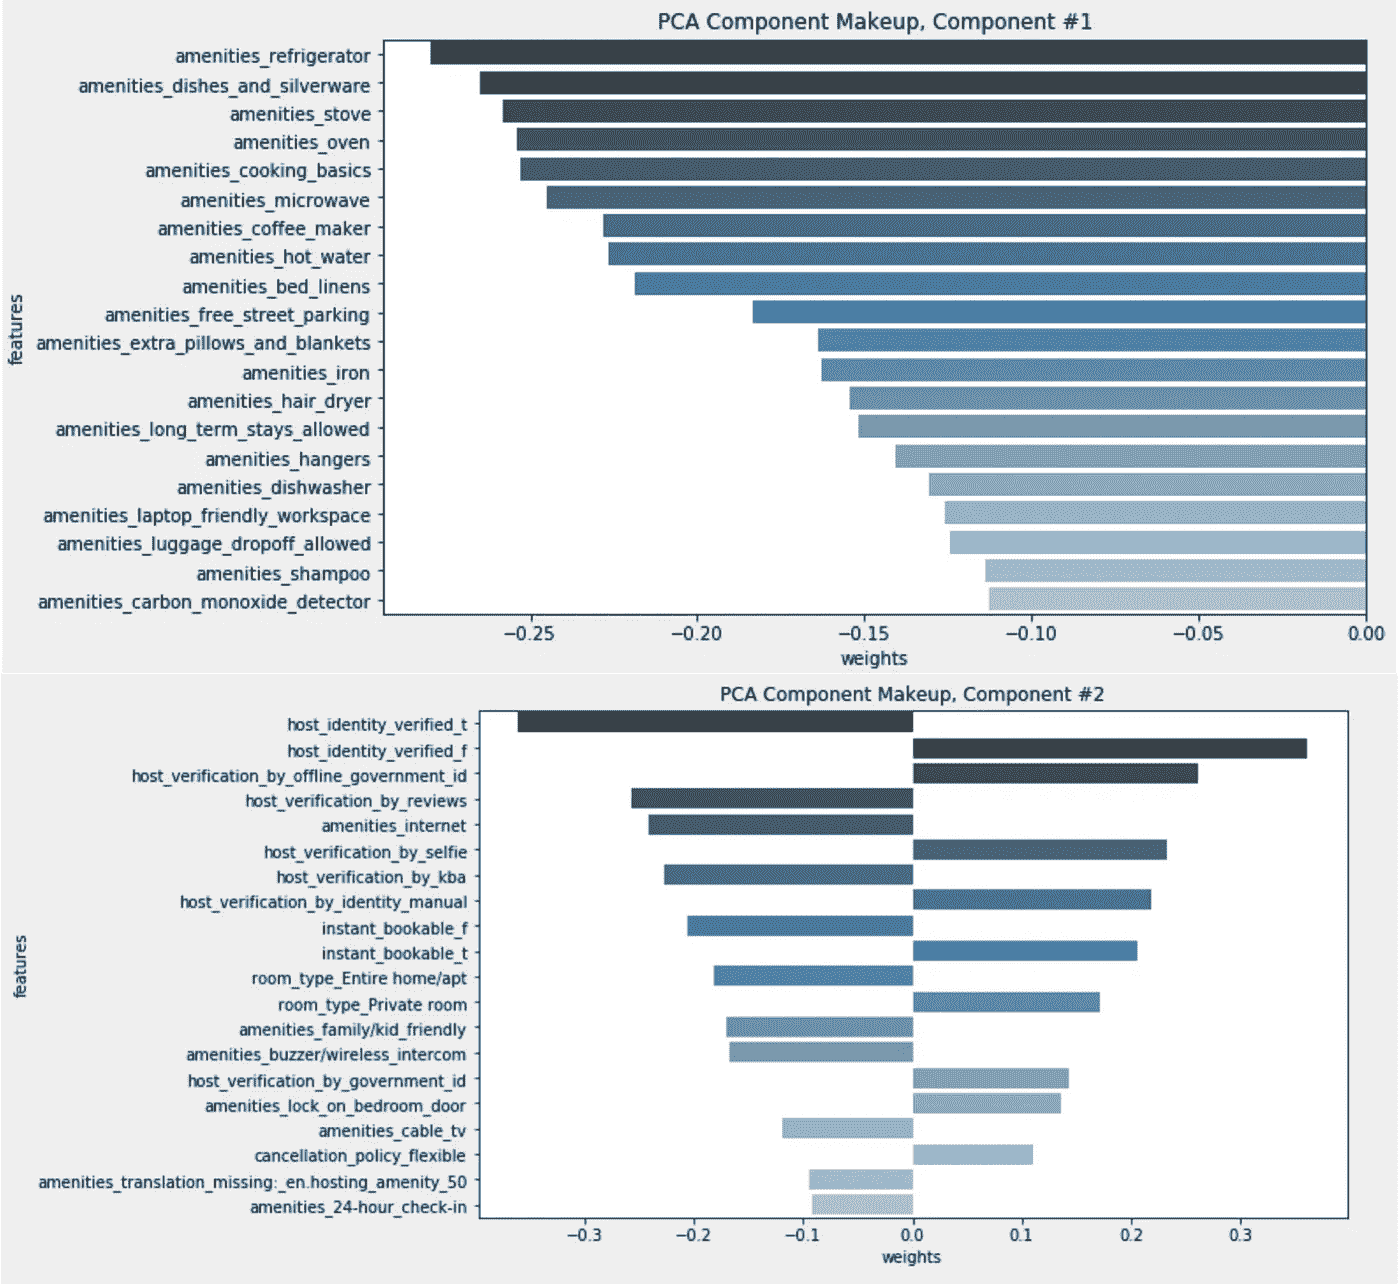 PCA Component Makeup, Component #1
amenities_refrigerator
amenities_dishes_and_silverware
amenities_stove
amenities_oven
amenities_cooking_basics
amenities_microwave
amenities_coffee_maker
amenities_hot_water
amenities_bed_linens
amenities_free_street_parking
amenities_extra_pillows_and_blankets
amenities_iron
amenities_hair_dryer
amenities_long_term_stays_allowed
amenities_hangers
amenities_dishwasher
amenities_laptop_friendly_workspace
amenities_luggage_dropoff_allowed
amenities_shampoo
amenities_carbon_monoxide_detector
features
−0.25 −0.20 −0.15 −0.10 −0.05 0.00
weights
PCA Component Makeup, Component #2
host_identity_verified_t
host_identity_verified_f
host_verification_by_offline_government_id
host_verification_by_reviews
amenities_internet
host_verification_by_selfie
host_verification_by_kba
host_verification_by_identity_manual
instant_bookable_f
instant_bookable_t
room_type_Entire home/apt
room_type_Private room
amenities_family/kid_friendly
amenities_buzzer/wireless_intercom
host_verification_by_government_id
amenities_lock_on_bedroom_door
amenities_cable_tv
cancellation_policy_flexible
amenities_translation_missing:_en.hosting_amenity_50
amenities_24-hour_check-in
features
−0.3 −0.2 −0.1 0.0 0.1 0.2 0.3
weights